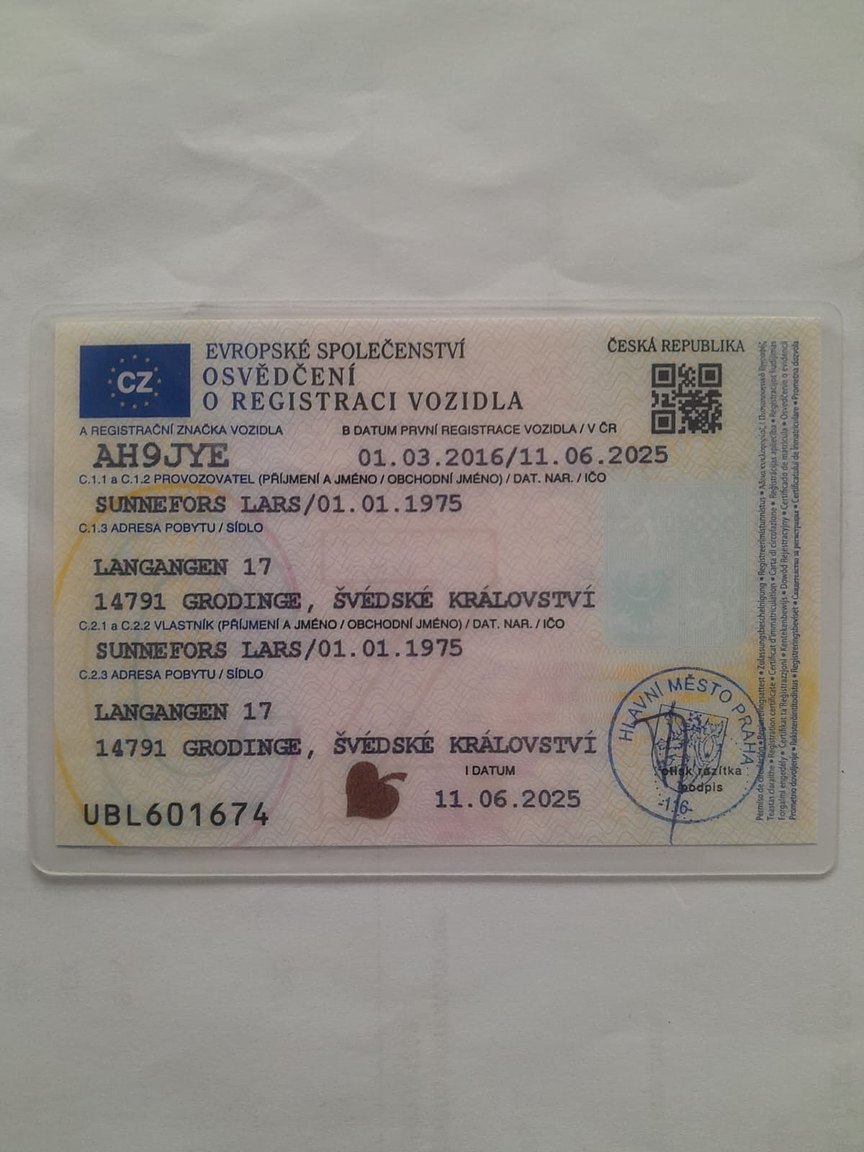 CZ
EVROPSKÉ SPOLEČENSTVÍ
ČESKÁ REPUBLIKA
OSVĚDČENÍ
O REGISTRACI VOZIDLA
A REGISTRAČNÍ ZNAČKA VOZIDLA B DATUM PRVNÍ REGISTRACE VOZIDLA / V ČR
AH9JYE 01.03.2016/11.06.2025
C.1.1 a C.1.2 PROVOZOVATEL (PŘÍJMENÍ A JMÉNO / OBCHODNÍ JMÉNO) / DAT. NAR. / IČO
SUNNEFORS LARS/01.01.1975
C.1.3 ADRESA POBYTU / SÍDLO
LANGANGEN 17
14791 GRODINGE, ŠVÉDSKÉ KRÁLOVSTVÍ
C.2.1 a C.2.2 VLASTNÍK (PŘÍJMENÍ A JMÉNO / OBCHODNÍ JMÉNO) / DAT. NAR. / IČO
SUNNEFORS LARS/01.01.1975
C.2.3 ADRESA POBYTU / SÍDLO
LANGANGEN 17
14791 GRODINGE, ŠVÉDSKÉ KRÁLOVSTVÍ
I DATUM
11.06.2025
UBL601674
HLAVNÍ MĚSTO PRAHA
otisk razítka
podpis
-116-